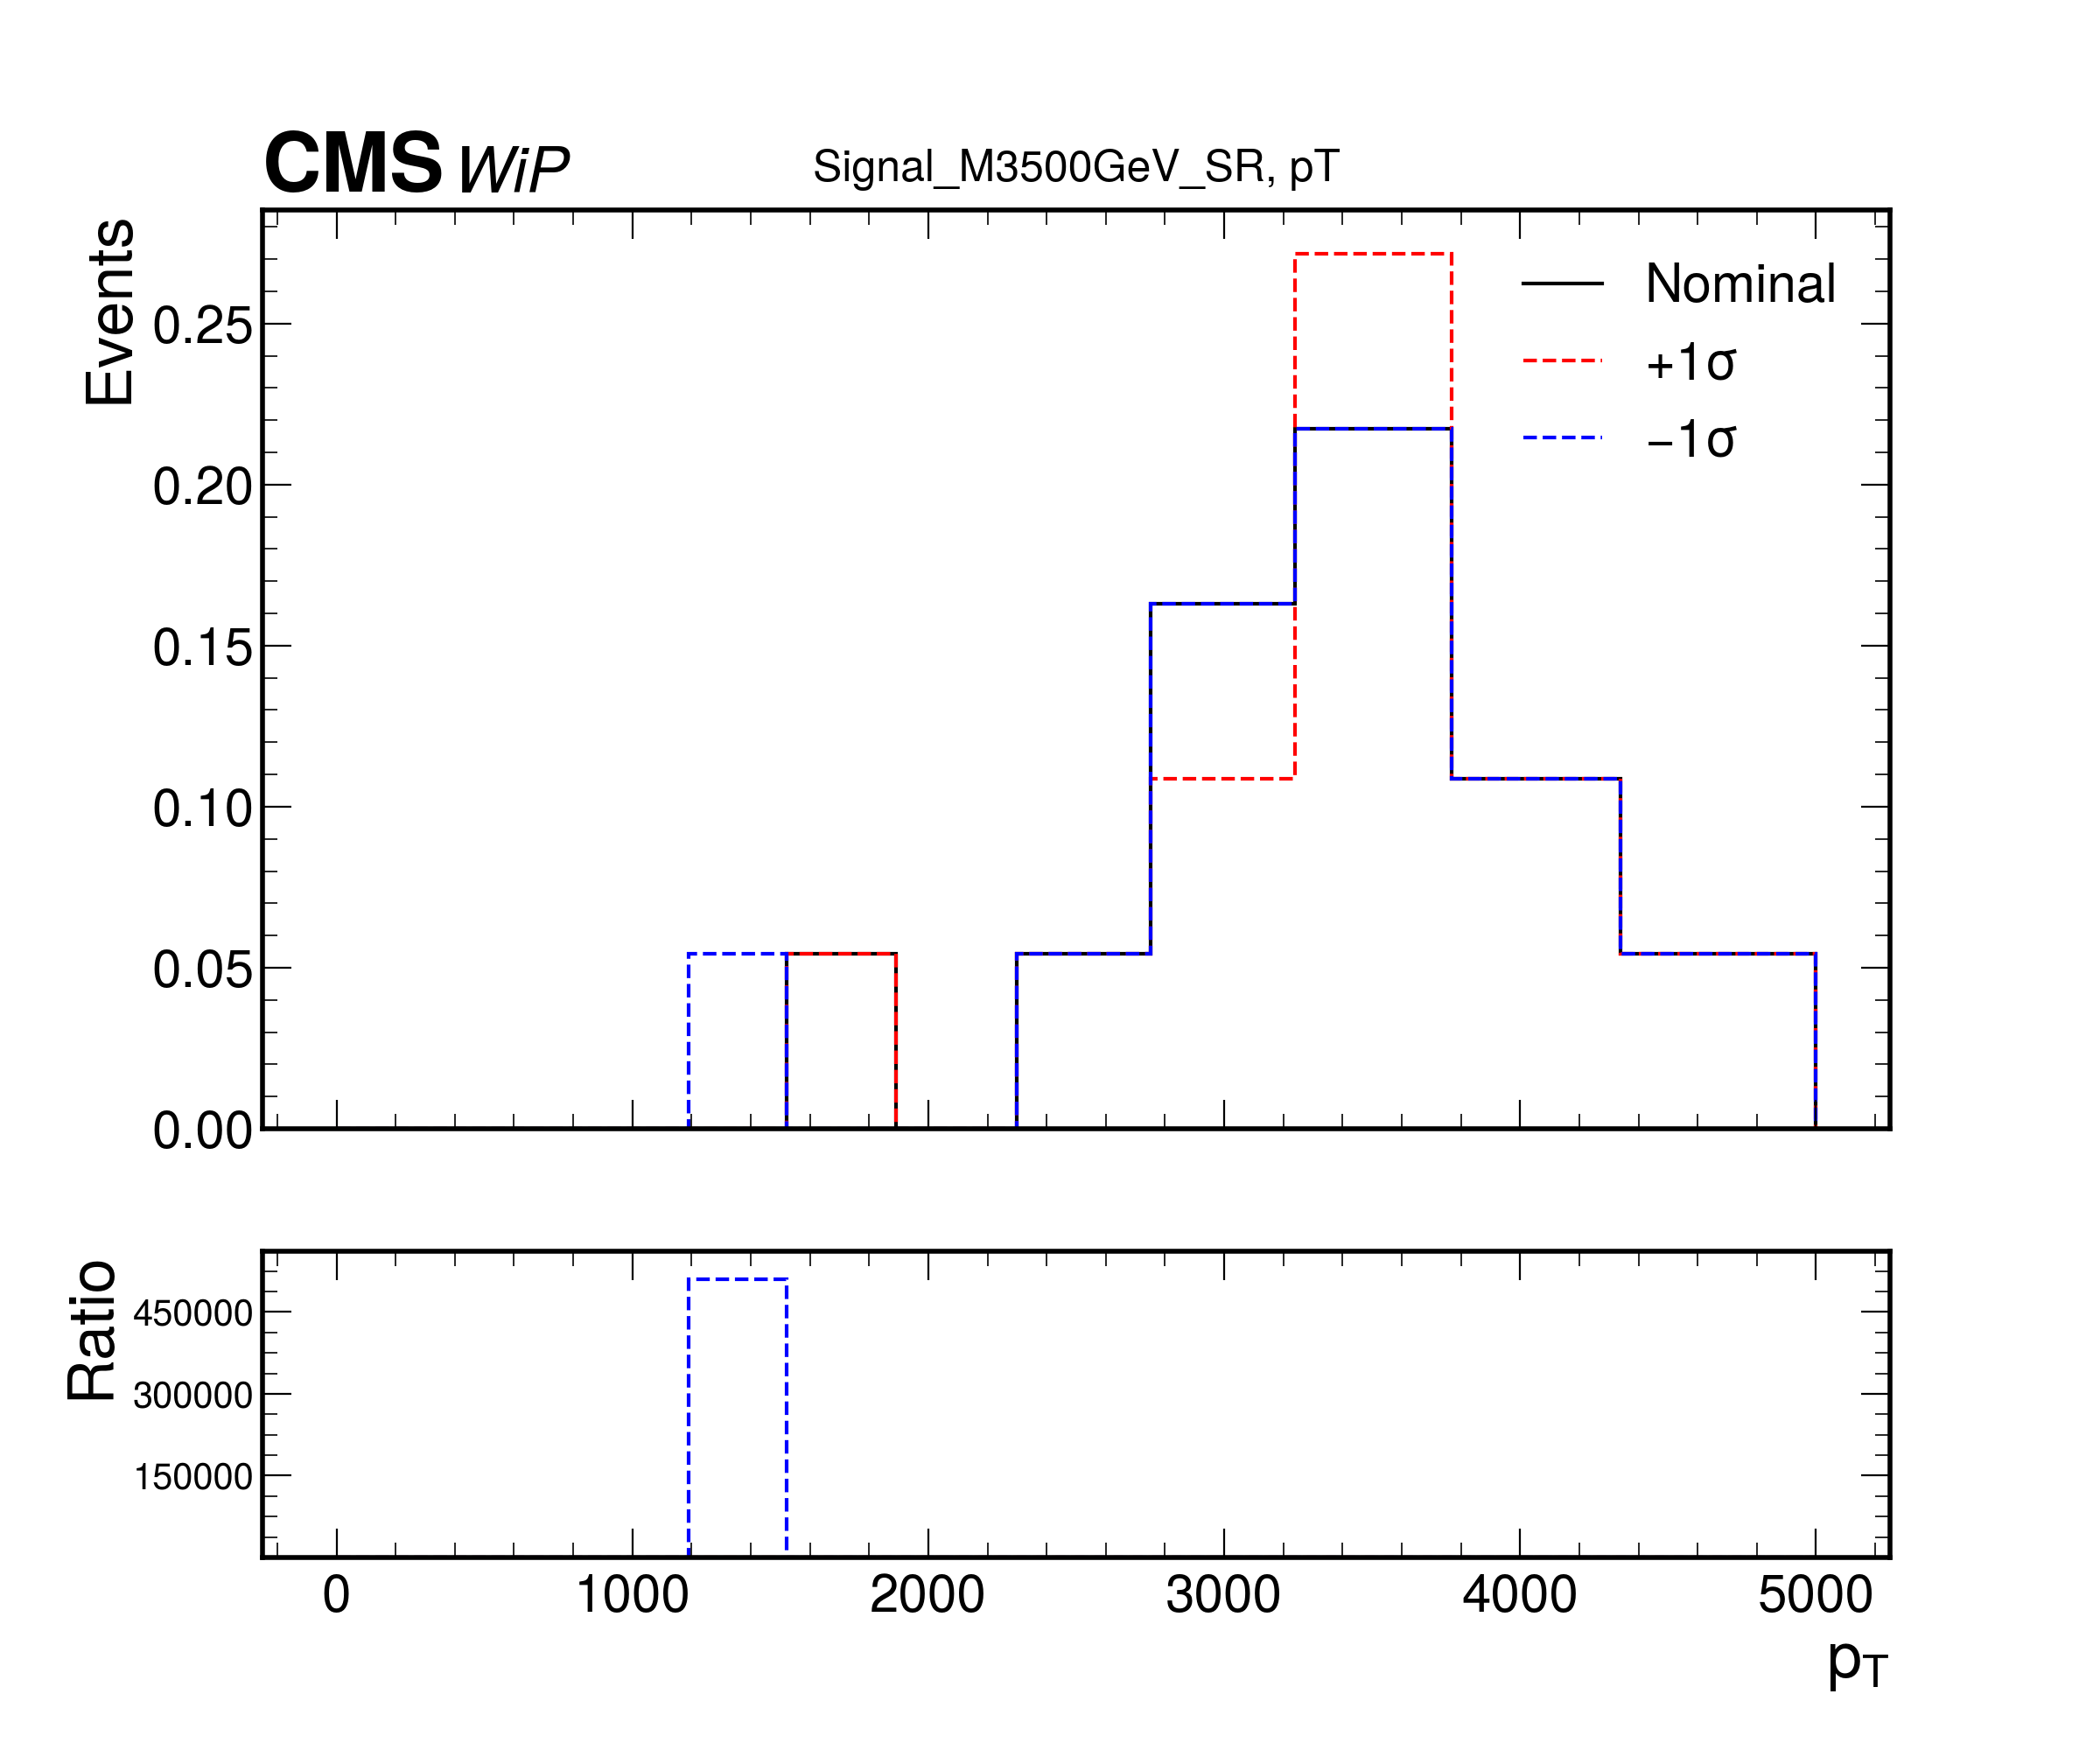 CMS WiP
Signal_M3500GeV_SR, pT
Events
0.25
0.20
0.15
0.10
0.05
0.00
Nominal
+1σ
−1σ
Ratio
450000
300000
150000
0 1000 2000 3000 4000 5000
pT